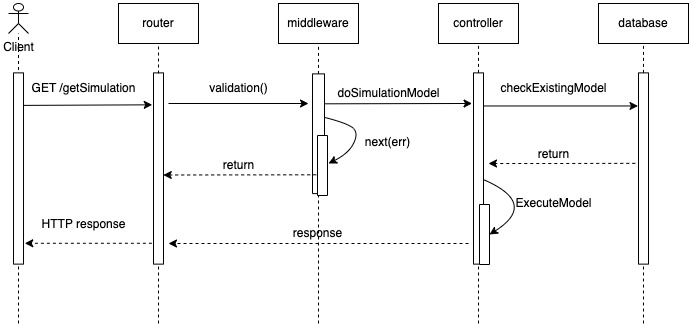 Client
router
middleware
controller
database
GET /getSimulation
validation()
doSimulationModel
checkExistingModel
next(err)
return
return
ExecuteModel
HTTP response
response